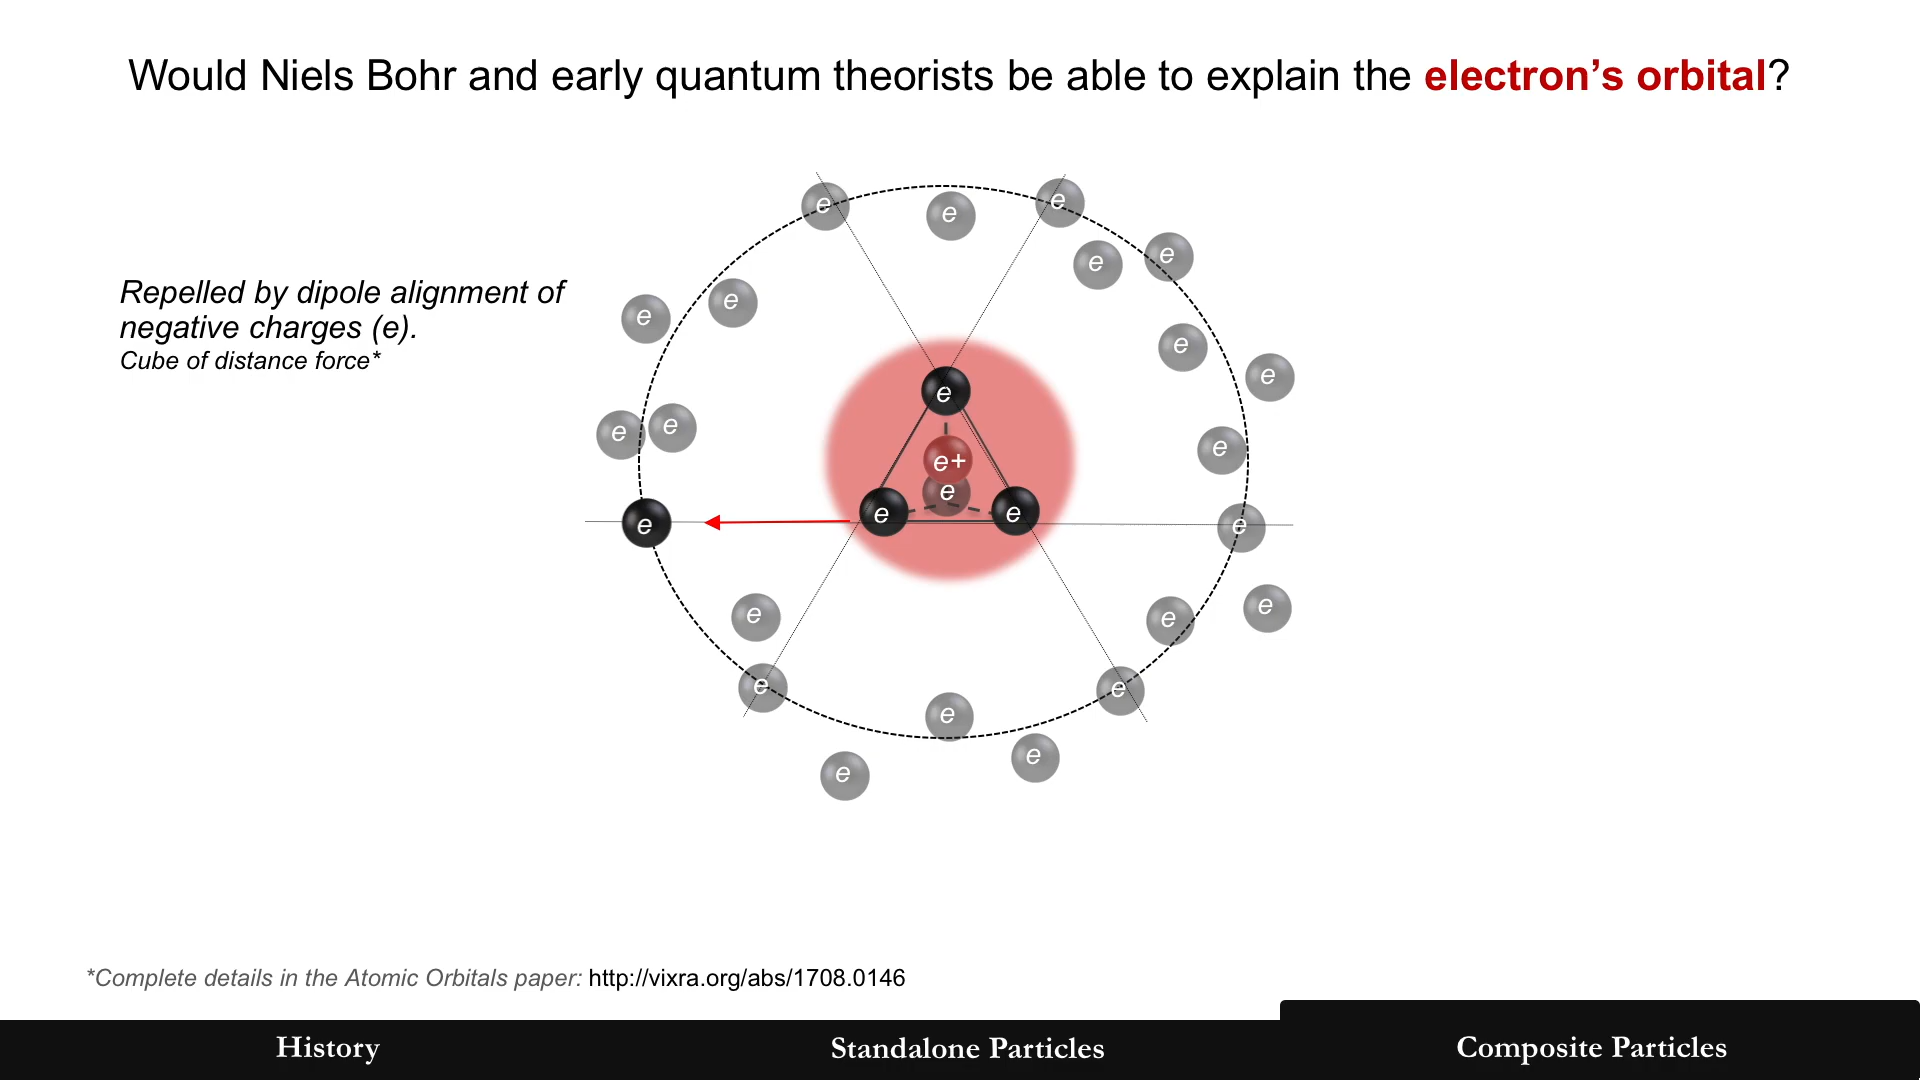 Would Niels Bohr and early quantum theorists be able to explain the electron’s orbital?
e
e
e
e
e
Repelled by dipole alignment of
negative charges (e).
Cube of distance force*
e
e
e
e
e
e
e
e
e+
e
e
e
e
e
e
e
e
e
e
e
e
e
e
*Complete details in the Atomic Orbitals paper: http://vixra.org/abs/1708.0146
History
Standalone Particles
Composite Particles